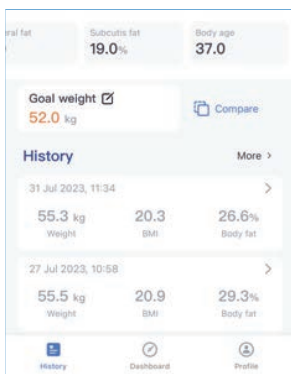 ral fat
Subcutis fat
Body age
19.0%
37.0
Goal weight
52.0 kg
Compare
History
More >
31 Jul 2023, 11:34
55.3 kg
20.3
26.6%
Weight
BMI
Body fat
27 Jul 2023, 10:58
55.5 kg
20.9
29.3%
Weight
BMI
Body fat
History
Dashboard
Profile